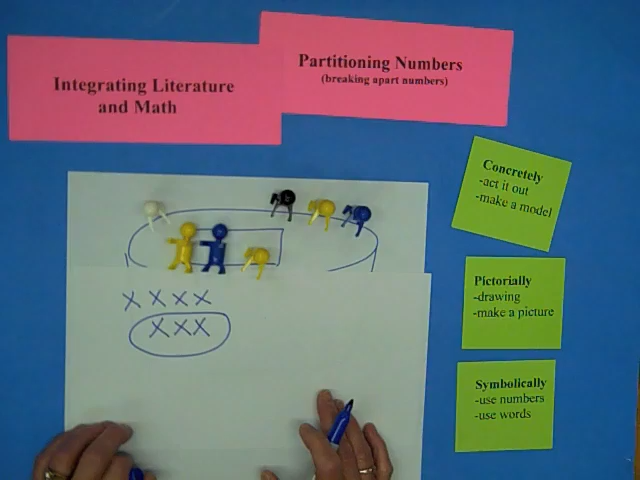 Integrating Literature
and Math
Partitioning Numbers
(breaking apart numbers)
Concretely
-act it out
-make a model
Pictorially
-drawing
-make a picture
Symbolically
-use numbers
-use words
X X X X
X X X